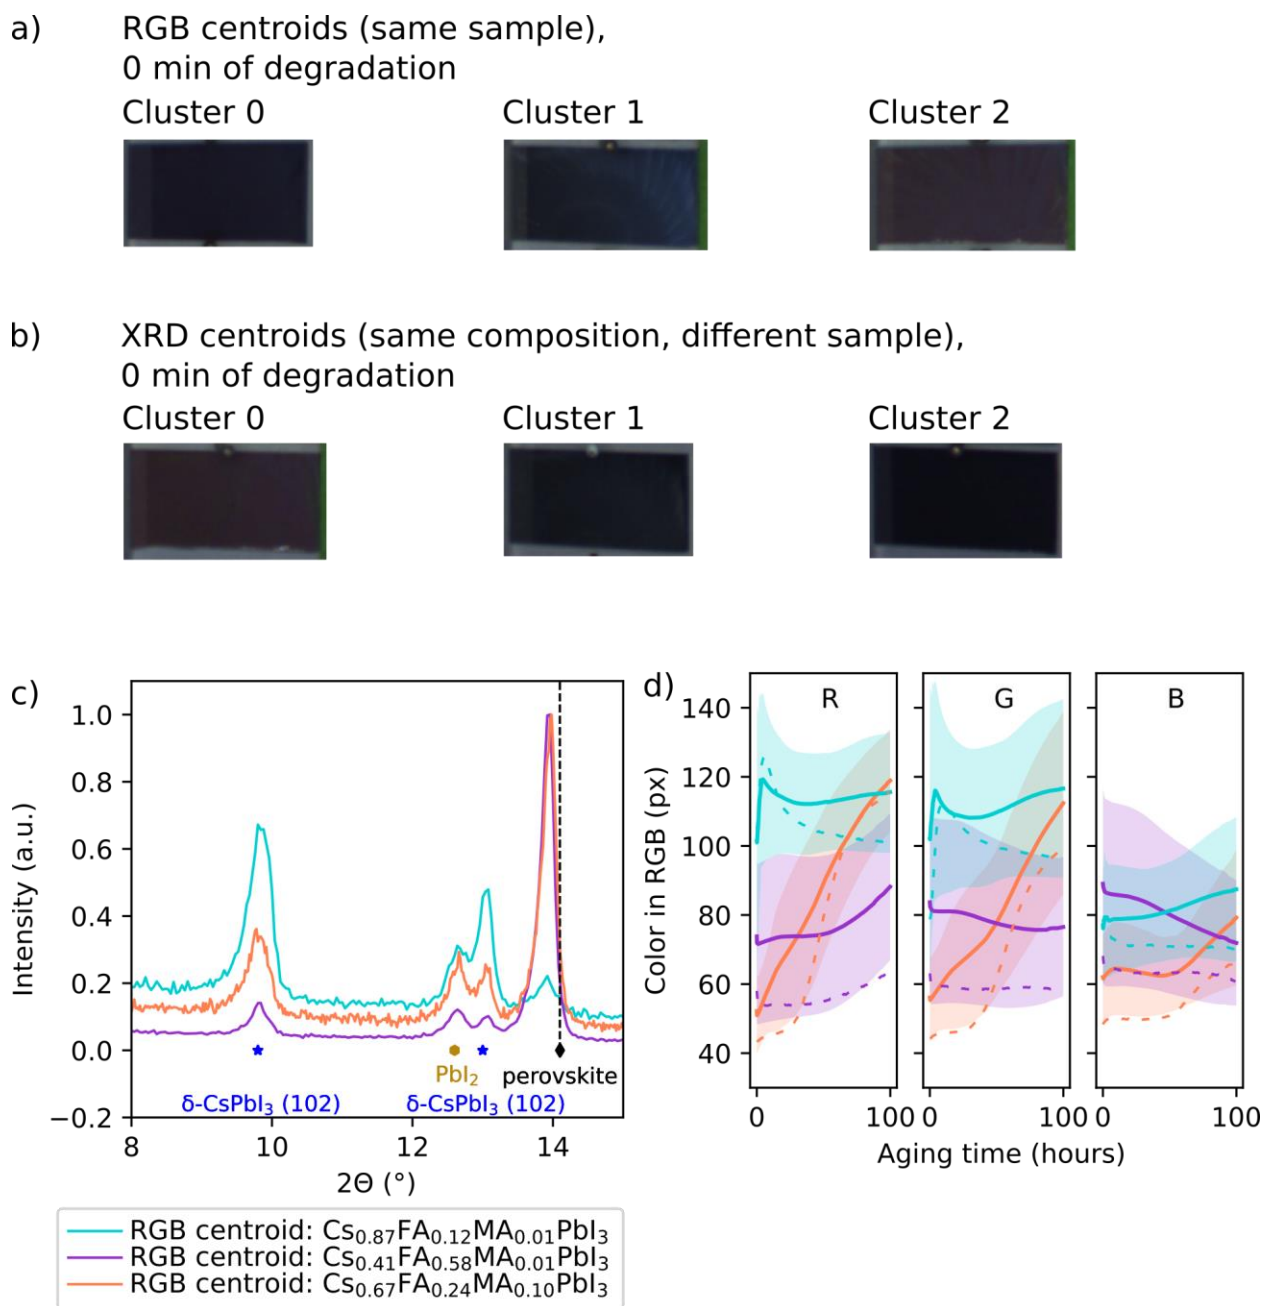 a)
RGB centroids (same sample),
0 min of degradation
Cluster 0
Cluster 1
Cluster 2
b)
XRD centroids (same composition, different sample),
0 min of degradation
Cluster 0
Cluster 1
Cluster 2
c)
1.0
0.8
0.6
0.4
0.2
0.0
−0.2
Intensity (a.u.)
PbI₂
perovskite
δ-CsPbI₃ (102)
δ-CsPbI₃ (102)
8
10
12
14
2Θ (°)
RGB centroid: Cs₀.₈₇FA₀.₁₂MA₀.₀₁PbI₃
RGB centroid: Cs₀.₄₁FA₀.₅₈MA₀.₀₁PbI₃
RGB centroid: Cs₀.₆₇FA₀.₂₄MA₀.₁₀PbI₃
d)
R
G
B
140
120
100
80
60
40
Color in RGB (px)
0
100
0
100
0
100
Aging time (hours)